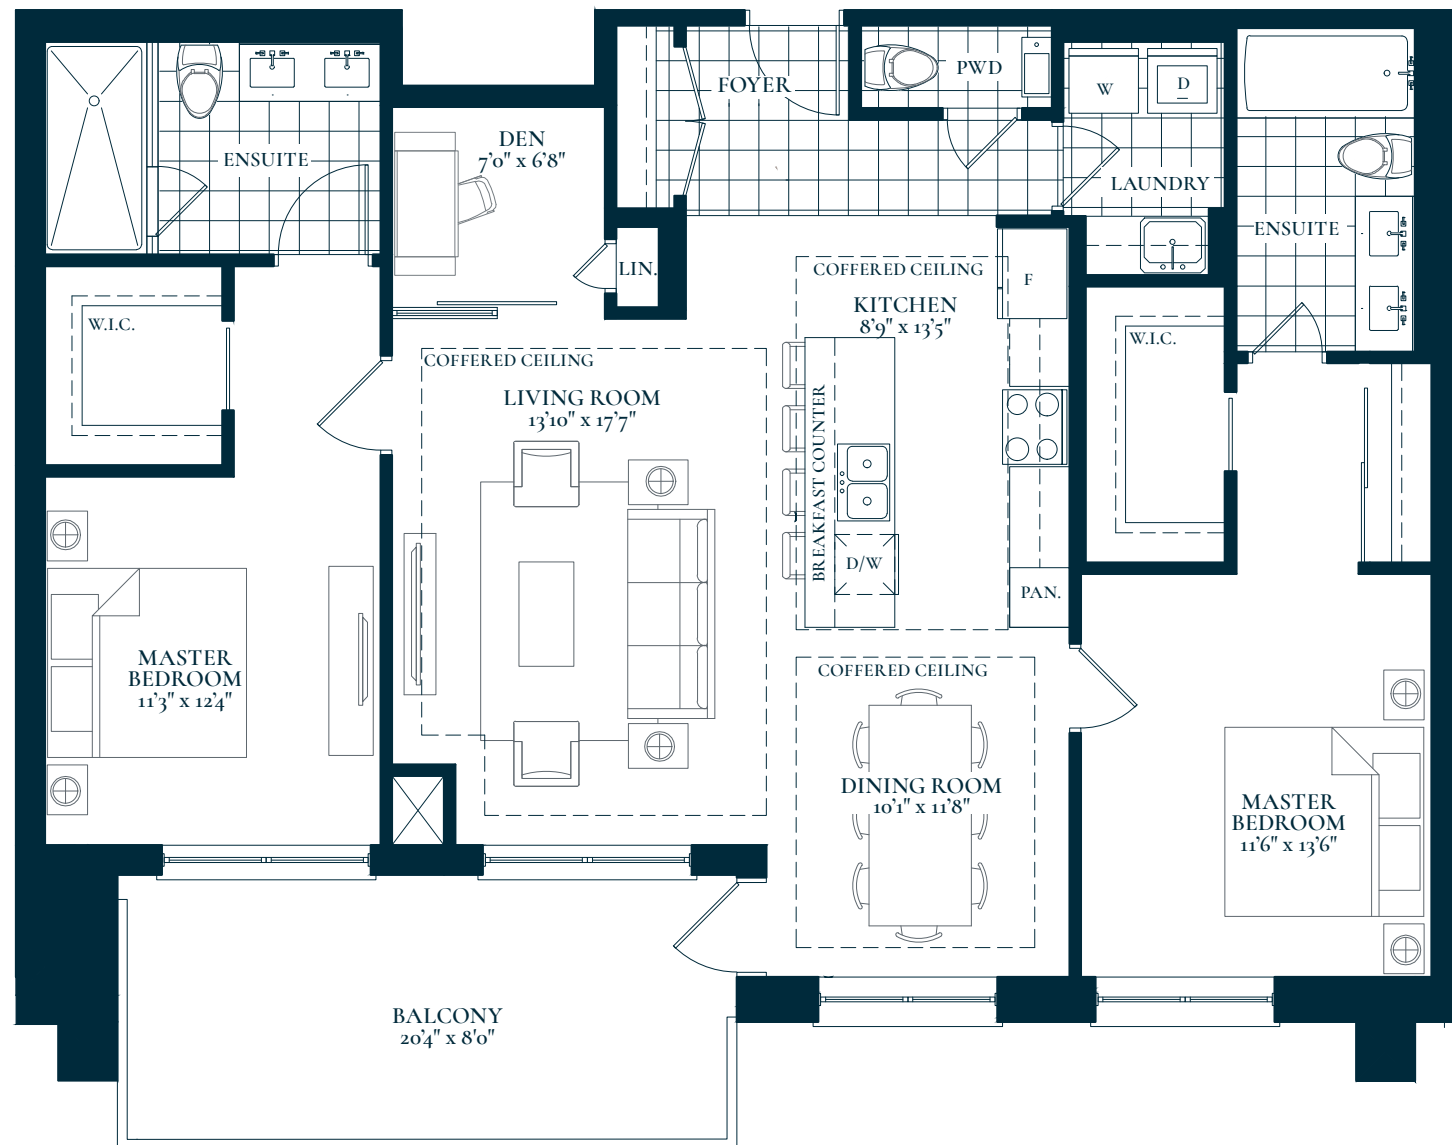 FOYER
PWD
W
D
DEN
7'0" x 6'8"
ENSUITE
LAUNDRY
ENSUITE
LIN.
COFFERED CEILING
F
KITCHEN
8'9" x 13'5"
W.I.C.
W.I.C.
COFFERED CEILING
LIVING ROOM
13'10" x 17'7"
BREAKFAST COUNTER
D/W
PAN.
MASTER
BEDROOM
11'3" x 12'4"
COFFERED CEILING
DINING ROOM
10'1" x 11'8"
MASTER
BEDROOM
11'6" x 13'6"
BALCONY
20'4" x 8'0"